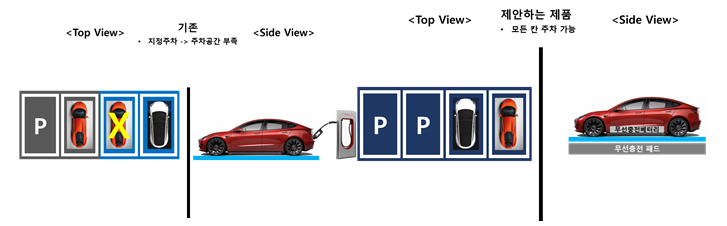 기존
<Top View>
• 지정주차 -> 주차공간 부족
<Side View>
P
제안하는 제품
<Top View>
• 모든 칸 주차 가능
<Side View>
P P
무선충전 패드